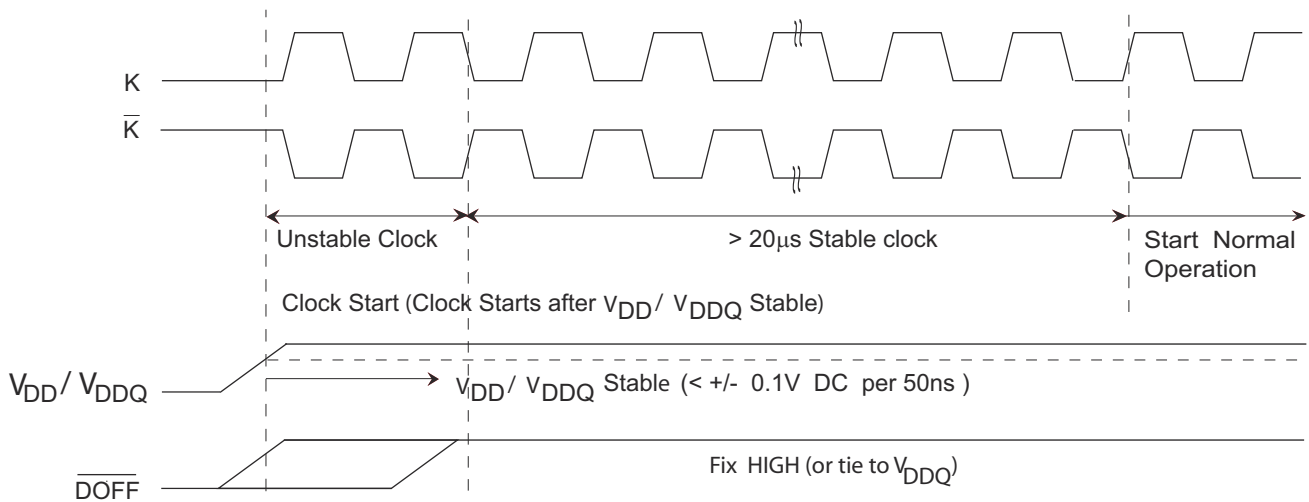 K
K̅
Unstable Clock
> 20μs Stable clock
Start Normal
Operation
Clock Start (Clock Starts after VDD / VDDQ Stable)
VDD / VDDQ
VDD / VDDQ Stable (< +/- 0.1V DC per 50ns )
Fix HIGH (or tie to VDDQ)
D̅O̅F̅F̅